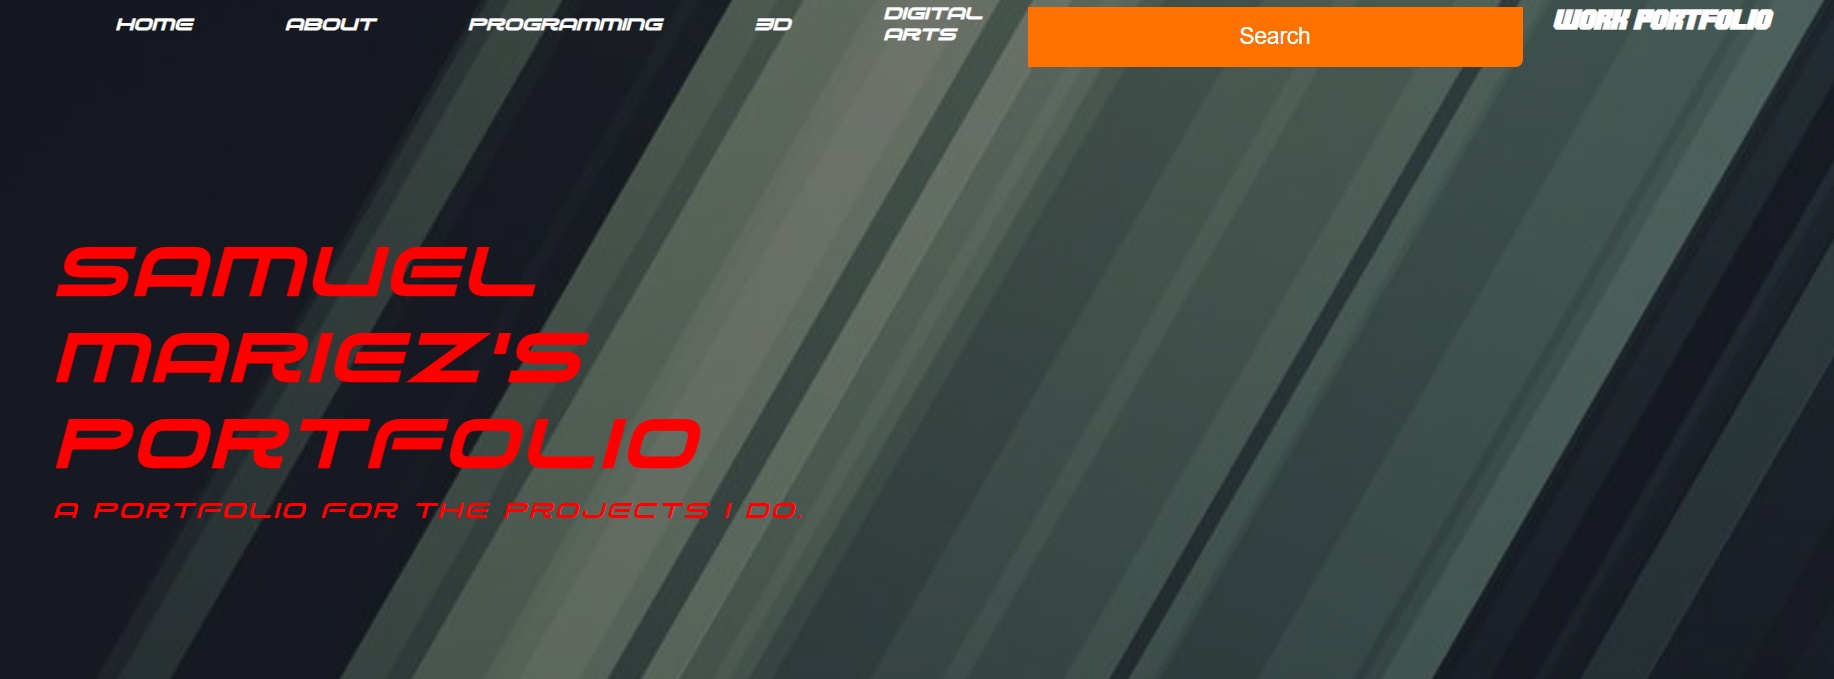 HOME
ABOUT
PROGRAMMING
3D
DIGITAL
ARTS
Search
WORK PORTFOLIO
SAMUEL
MARIEZ'S
PORTFOLIO
A PORTFOLIO FOR THE PROJECTS I DO.